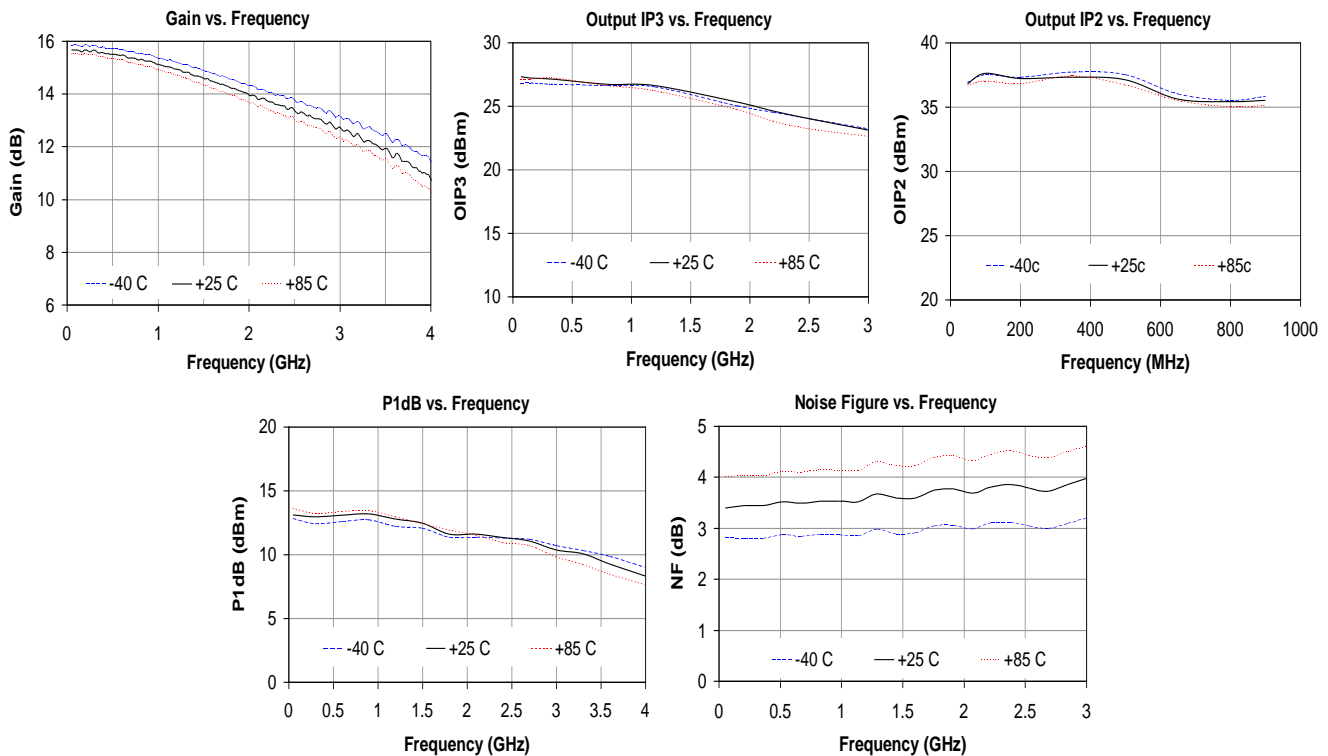 Gain vs. Frequency
Gain (dB)
16
14
12
10
8
6
-40 C +25 C +85 C
0 1 2 3 4
Frequency (GHz)
Output IP3 vs. Frequency
OIP3 (dBm)
30
25
20
15
10
-40 C +25 C +85 C
0 0.5 1 1.5 2 2.5 3
Frequency (GHz)
Output IP2 vs. Frequency
OIP2 (dBm)
40
35
30
25
20
-40c +25c +85c
0 200 400 600 800 1000
Frequency (MHz)
P1dB vs. Frequency
P1dB (dBm)
20
15
10
5
0
-40 C +25 C +85 C
0 0.5 1 1.5 2 2.5 3 3.5 4
Frequency (GHz)
Noise Figure vs. Frequency
NF (dB)
5
4
3
2
1
0
-40 C +25 C +85 C
0 0.5 1 1.5 2 2.5 3
Frequency (GHz)